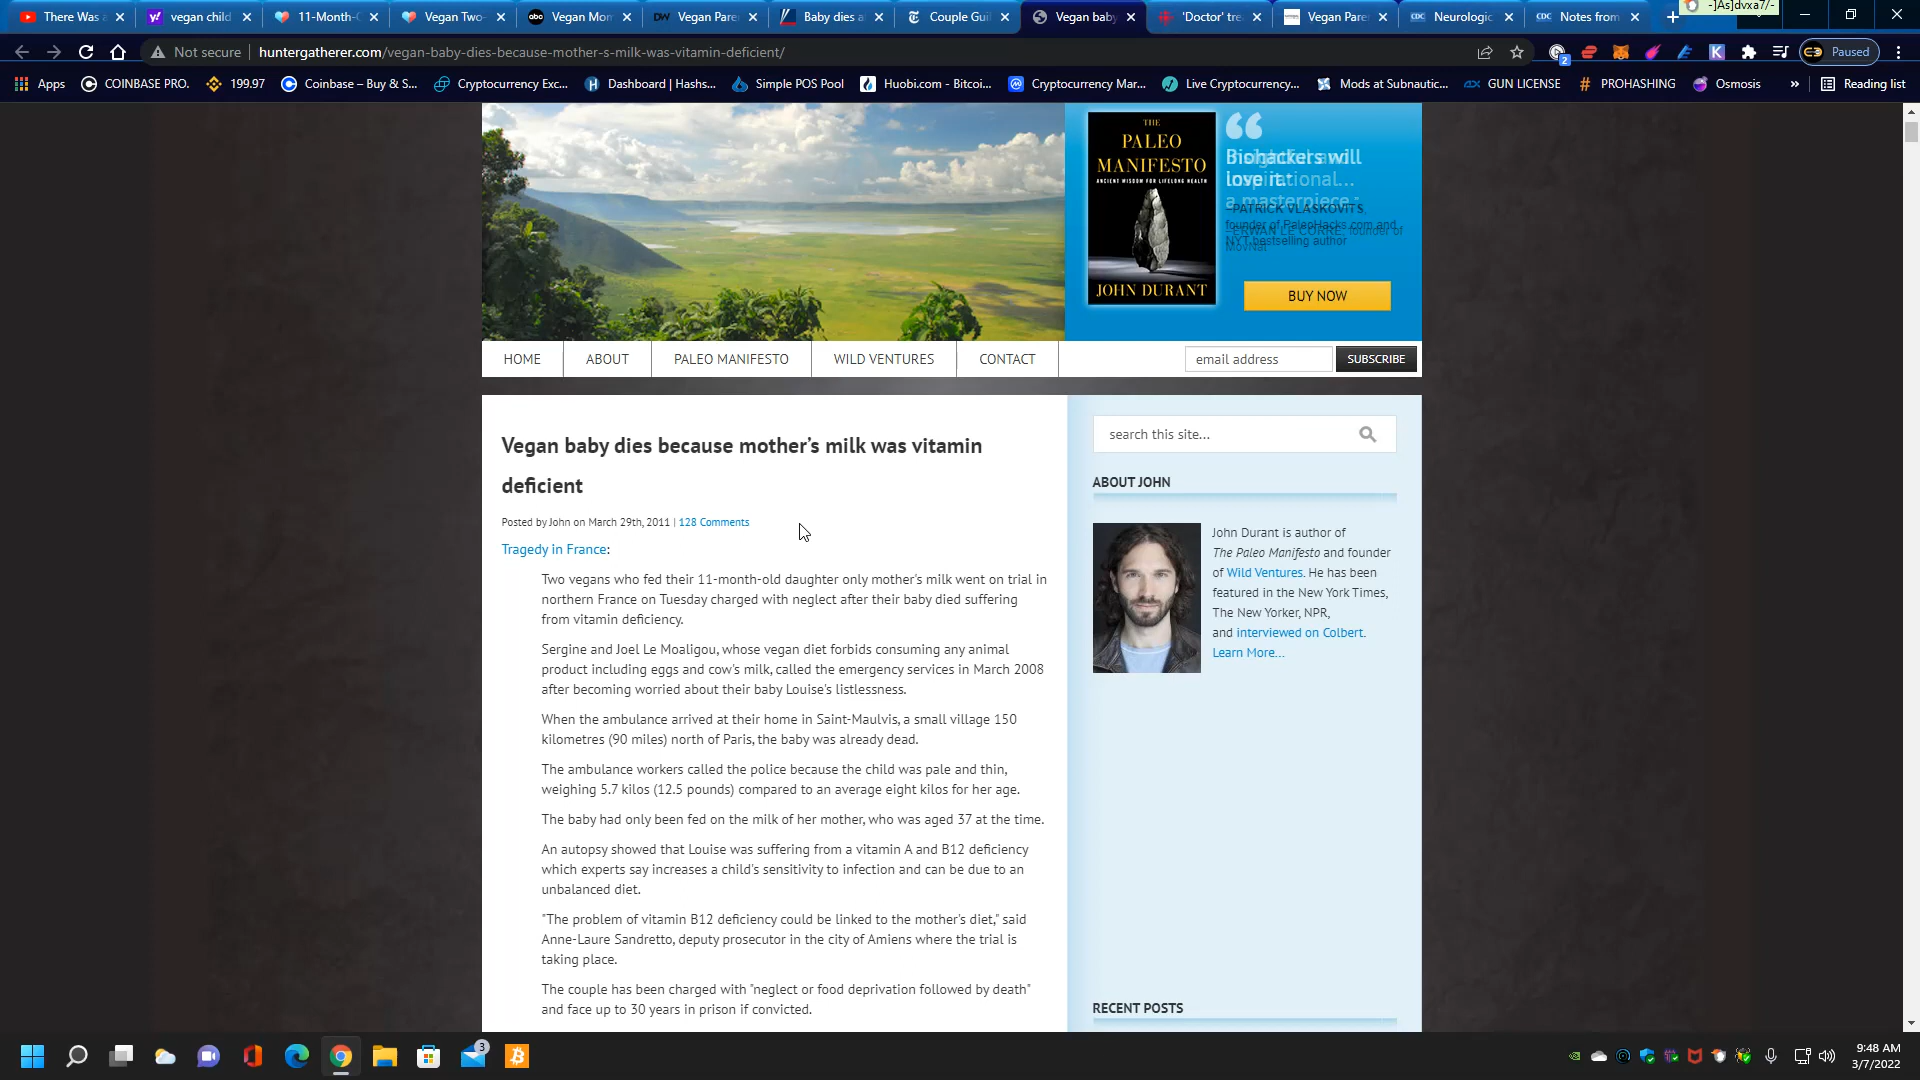 There Was a
vegan child
11-Month-O
Vegan Two-
Vegan Mom
Vegan Pare
Baby dies a
Couple Guil
Vegan baby
'Doctor' tre
Vegan Pare
Neurologic
Notes from
-]As]dvxa7/-
Not secure
huntergatherer.com/vegan-baby-dies-because-mother-s-milk-was-vitamin-deficient/
2
Paused
Apps
COINBASE PRO.
199.97
Coinbase – Buy & S...
Cryptocurrency Exc...
Dashboard | Hashs...
Simple POS Pool
Huobi.com - Bitcoi...
Cryptocurrency Mar...
Live Cryptocurrency...
Mods at Subnautic...
GUN LICENSE
PROHASHING
Osmosis
»
Reading list
THE
PALEO
MANIFESTO
ANCIENT WISDOM FOR LIFELONG HEALTH
JOHN DURANT
Biohackers will
love it.
inspirational...
a masterpiece."
–PATRICK VLASKOVITS,
founder of PaleoHacks.com and
–ERWAN LE CORRE, founder of
NYT bestselling author
MovNat
BUY NOW
HOME
ABOUT
PALEO MANIFESTO
WILD VENTURES
CONTACT
email address
SUBSCRIBE
Vegan baby dies because mother's milk was vitamin
deficient
Posted by John on March 29th, 2011 | 128 Comments
Tragedy in France:
Two vegans who fed their 11-month-old daughter only mother's milk went on trial in
northern France on Tuesday charged with neglect after their baby died suffering
from vitamin deficiency.
Sergine and Joel Le Moaligou, whose vegan diet forbids consuming any animal
product including eggs and cow's milk, called the emergency services in March 2008
after becoming worried about their baby Louise's listlessness.
When the ambulance arrived at their home in Saint-Maulvis, a small village 150
kilometres (90 miles) north of Paris, the baby was already dead.
The ambulance workers called the police because the child was pale and thin,
weighing 5.7 kilos (12.5 pounds) compared to an average eight kilos for her age.
The baby had only been fed on the milk of her mother, who was aged 37 at the time.
An autopsy showed that Louise was suffering from a vitamin A and B12 deficiency
which experts say increases a child's sensitivity to infection and can be due to an
unbalanced diet.
"The problem of vitamin B12 deficiency could be linked to the mother's diet," said
Anne-Laure Sandretto, deputy prosecutor in the city of Amiens where the trial is
taking place.
The couple has been charged with "neglect or food deprivation followed by death"
and face up to 30 years in prison if convicted.
search this site...
ABOUT JOHN
John Durant is author of
The Paleo Manifesto and founder
of Wild Ventures. He has been
featured in the New York Times,
The New Yorker, NPR,
and interviewed on Colbert.
Learn More...
RECENT POSTS
3
9:48 AM
3/7/2022